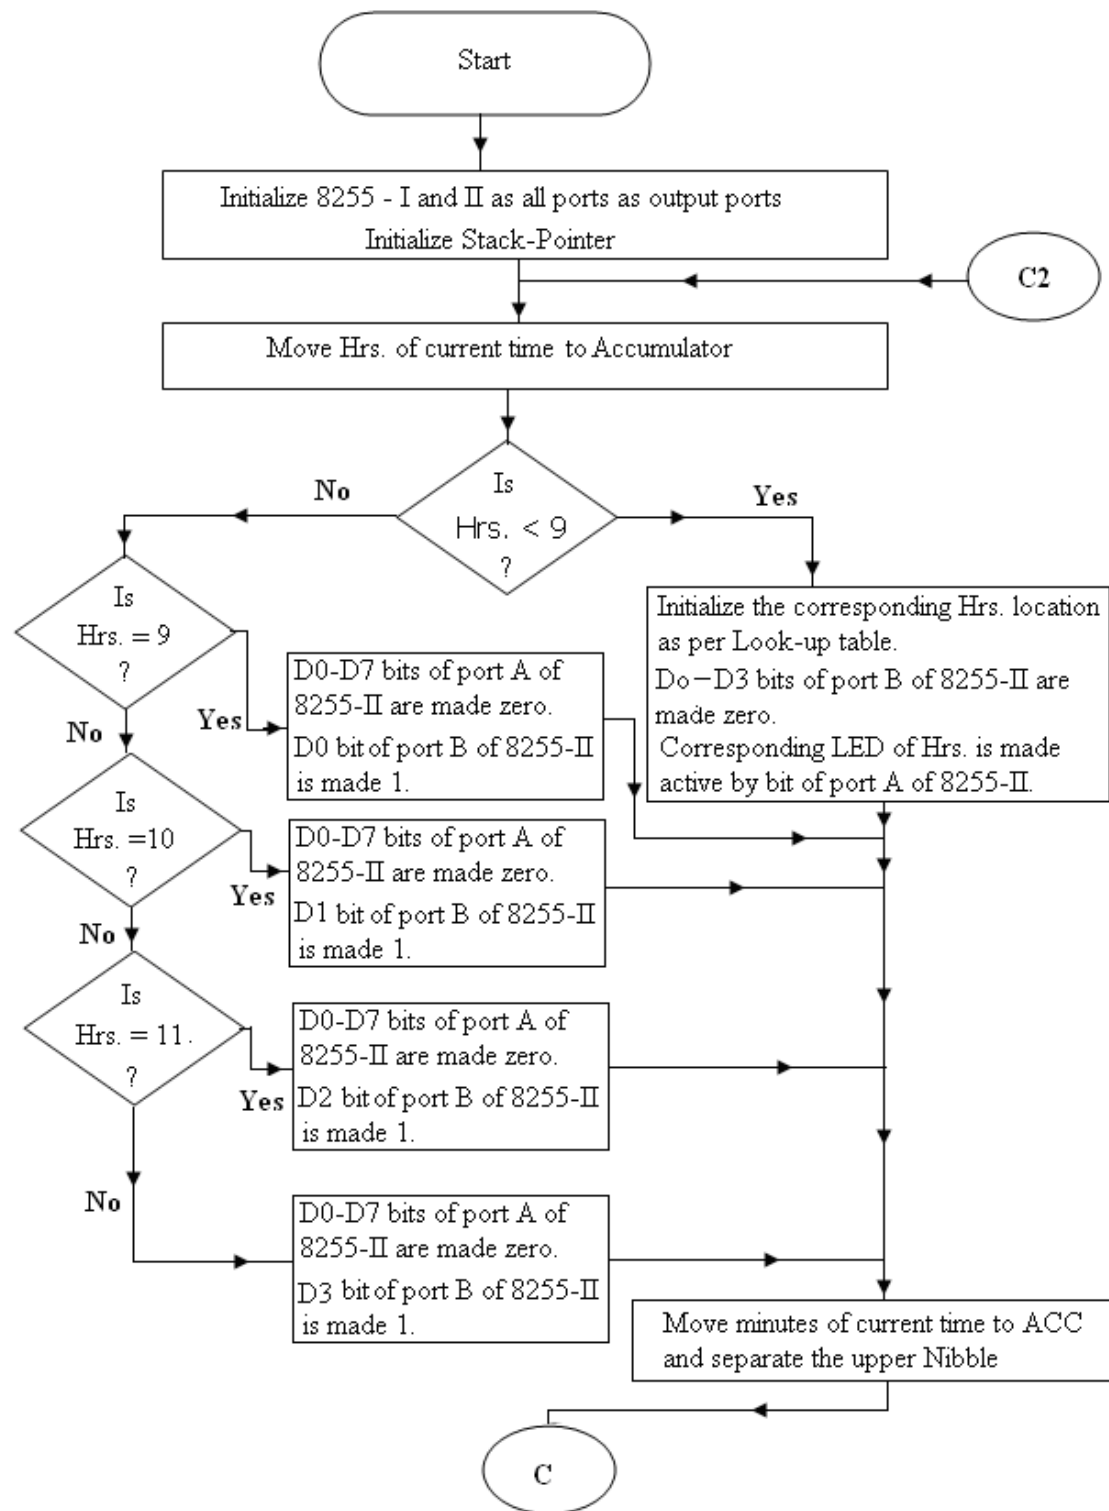 Start
Initialize 8255 - I and II as all ports as output ports
Initialize Stack-Pointer
C2
Move Hrs. of current time to Accumulator
Is
Hrs. < 9
?
No
Yes
Is
Hrs. = 9
?
Yes
No
D0-D7 bits of port A of
8255-II are made zero.
D0 bit of port B of 8255-II
is made 1.
Initialize the corresponding Hrs. location
as per Look-up table.
Do–D3 bits of port B of 8255-II are
made zero.
Corresponding LED of Hrs. is made
active by bit of port A of 8255-II.
Is
Hrs. =10
?
Yes
No
D0-D7 bits of port A of
8255-II are made zero.
D1 bit of port B of 8255-II
is made 1.
Is
Hrs. = 11.
?
Yes
No
D0-D7 bits of port A of
8255-II are made zero.
D2 bit of port B of 8255-II
is made 1.
D0-D7 bits of port A of
8255-II are made zero.
D3 bit of port B of 8255-II
is made 1.
Move minutes of current time to ACC
and separate the upper Nibble
C